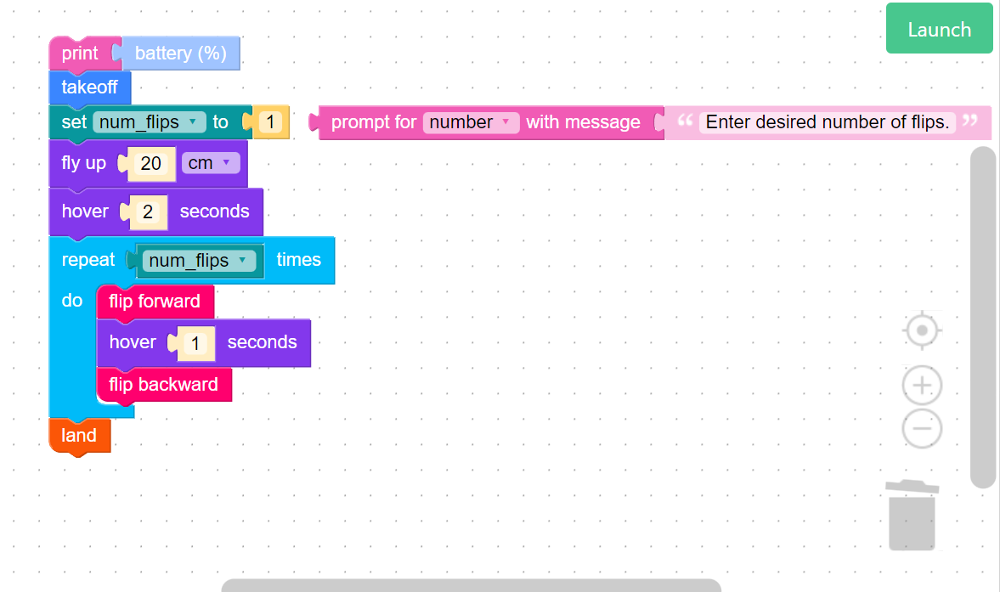 Launch
print battery (%)
takeoff
set num_flips to 1 prompt for number with message “ Enter desired number of flips. ”
fly up 20 cm
hover 2 seconds
repeat num_flips times
do flip forward
hover 1 seconds
flip backward
land